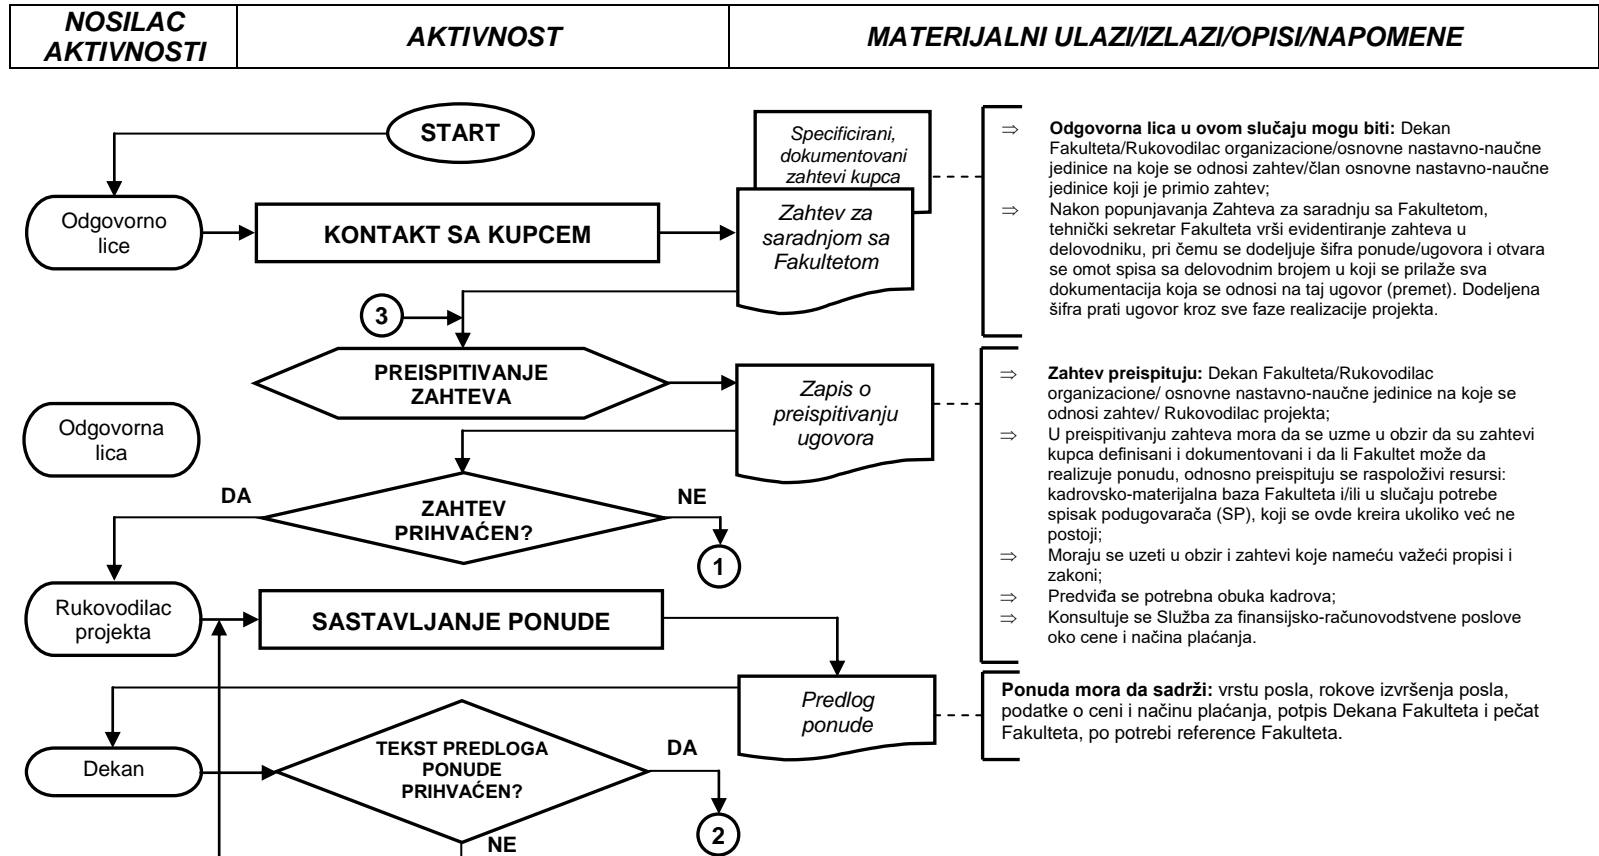 NOSILAC
AKTIVNOSTI
AKTIVNOST
MATERIJALNI ULAZI/IZLAZI/OPISI/NAPOMENE
START
Odgovorno
lice
KONTAKT SA KUPCEM
Specificirani,
dokumentovani
zahtevi kupca
Zahtev za
saradnjom sa
Fakultetom
⇒ Odgovorna lica u ovom slučaju mogu biti: Dekan
Fakulteta/Rukovodilac organizacione/osnovne nastavno-naučne
jedinice na koje se odnosi zahtev/član osnovne nastavno-naučne
jedinice koji je primio zahtev;
⇒ Nakon popunjavanja Zahteva za saradnju sa Fakultetom,
tehnički sekretar Fakulteta vrši evidentiranje zahteva u
delovodniku, pri čemu se dodeljuje šifra ponude/ugovora i otvara
se omot spisa sa delovodnim brojem u koji se prilaže sva
dokumentacija koja se odnosi na taj ugovor (premet). Dodeljena
šifra prati ugovor kroz sve faze realizacije projekta.
3
PREISPITIVANJE
ZAHTEVA
Zapis o
preispitivanju
ugovora
Odgovorna
lica
DA
ZAHTEV
PRIHVAĆEN?
NE
1
⇒ Zahtev preispituju: Dekan Fakulteta/Rukovodilac
organizacione/ osnovne nastavno-naučne jedinice na koje se
odnosi zahtev/ Rukovodilac projekta;
⇒ U preispitivanju zahteva mora da se uzme u obzir da su zahtevi
kupca definisani i dokumentovani i da li Fakultet može da
realizuje ponudu, odnosno preispituju se raspoloživi resursi:
kadrovsko-materijalna baza Fakulteta i/ili u slučaju potrebe
spisak podugovarača (SP), koji se ovde kreira ukoliko već ne
postoji;
⇒ Moraju se uzeti u obzir i zahtevi koje nameću važeći propisi i
zakoni;
⇒ Predviđa se potrebna obuka kadrova;
⇒ Konsultuje se Služba za finansijsko-računovodstvene poslove
oko cene i načina plaćanja.
Rukovodilac
projekta
SASTAVLJANJE PONUDE
Predlog
ponude
Ponuda mora da sadrži: vrstu posla, rokove izvršenja posla,
podatke o ceni i načinu plaćanja, potpis Dekana Fakulteta i pečat
Fakulteta, po potrebi reference Fakulteta.
Dekan
TEKST PREDLOGA
PONUDE
PRIHVAĆEN?
DA
2
NE